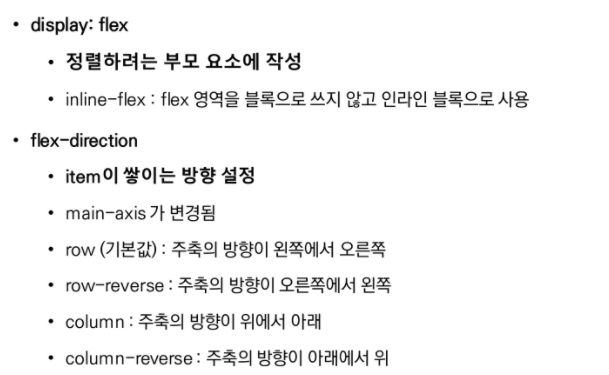 • display: flex
• 정렬하려는 부모 요소에 작성
• inline-flex : flex 영역을 블록으로 쓰지 않고 인라인 블록으로 사용
• flex-direction
• item이 쌓이는 방향 설정
• main-axis 가 변경됨
• row (기본값) : 주축의 방향이 왼쪽에서 오른쪽
• row-reverse : 주축의 방향이 오른쪽에서 왼쪽
• column : 주축의 방향이 위에서 아래
• column-reverse : 주축의 방향이 아래에서 위